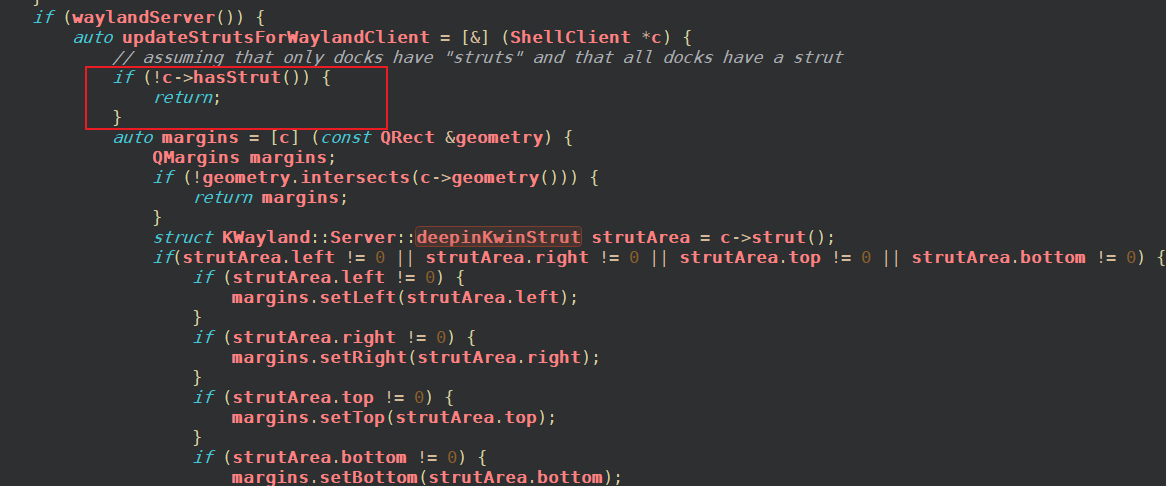 }
if (waylandServer()) {
auto updateStrutsForWaylandClient = [&] (ShellClient *c) {
// assuming that only docks have "struts" and that all docks have a strut
if (!c->hasStrut()) {
return;
}
auto margins = [c] (const QRect &geometry) {
QMargins margins;
if (!geometry.intersects(c->geometry())) {
return margins;
}
struct KWayland::Server::deepinKwinStrut strutArea = c->strut();
if(strutArea.left != 0 || strutArea.right != 0 || strutArea.top != 0 || strutArea.bottom != 0) {
if (strutArea.left != 0) {
margins.setLeft(strutArea.left);
}
if (strutArea.right != 0) {
margins.setRight(strutArea.right);
}
if (strutArea.top != 0) {
margins.setTop(strutArea.top);
}
if (strutArea.bottom != 0) {
margins.setBottom(strutArea.bottom);